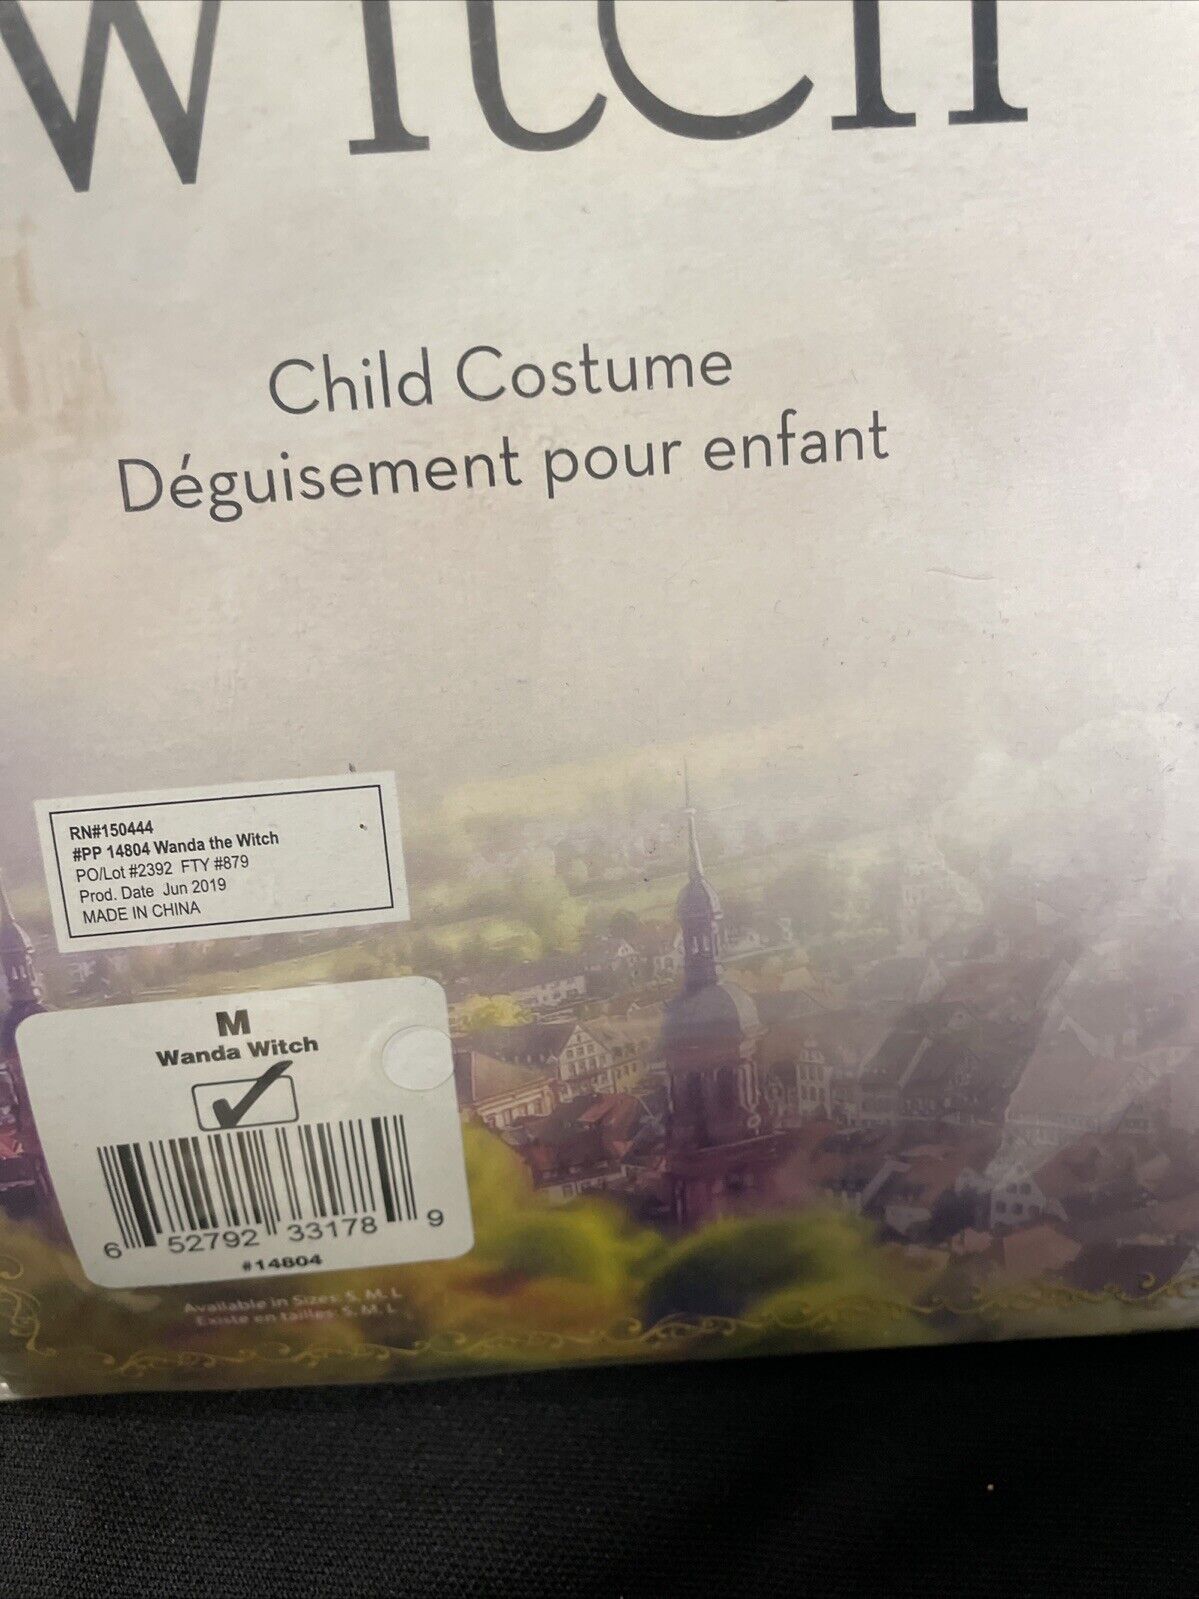 Witch
Child Costume
Déguisement pour enfant
RN#150444
#PP 14804 Wanda the Witch
PO/Lot #2392 FTY #879
Prod. Date Jun 2019
MADE IN CHINA
M
Wanda Witch
6 52792 33178 9
#14804
Available in Sizes: S, M, L
Existe en tailles: S, M, L